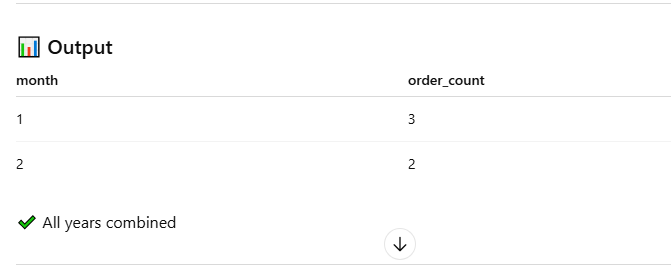 Output
month order_count
1 3
2 2
All years combined